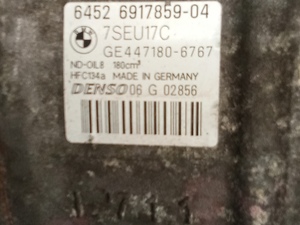 6452 6917859-04
7SEU17C
GE447180-6767
ND-OIL8 180cm³
HFC134a MADE IN GERMANY
DENSO 06 G 02856